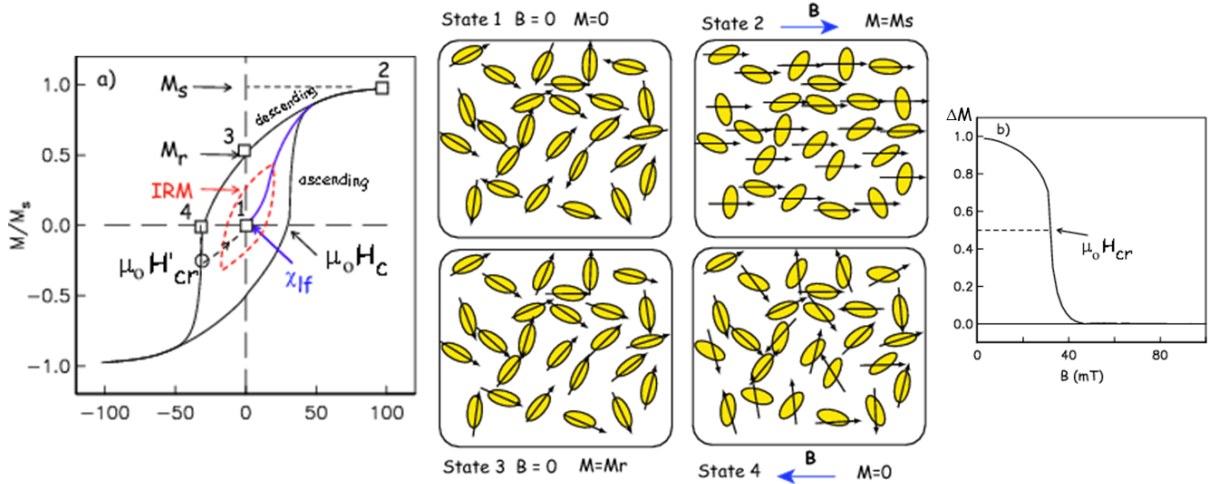 a)
M/Ms
1.0
0.5
0.0
−0.5
−1.0
−100
−50
0
50
100
Ms
Mr
IRM
descending
ascending
1
2
3
4
μoH'cr
μoHc
χlf
State 1 B = 0 M=0
State 2 B M=Ms
State 3 B = 0 M=Mr
State 4 B M=0
ΔM
b)
1.0
0.8
0.6
0.4
0.2
0.0
μoHcr
0
40
80
B (mT)